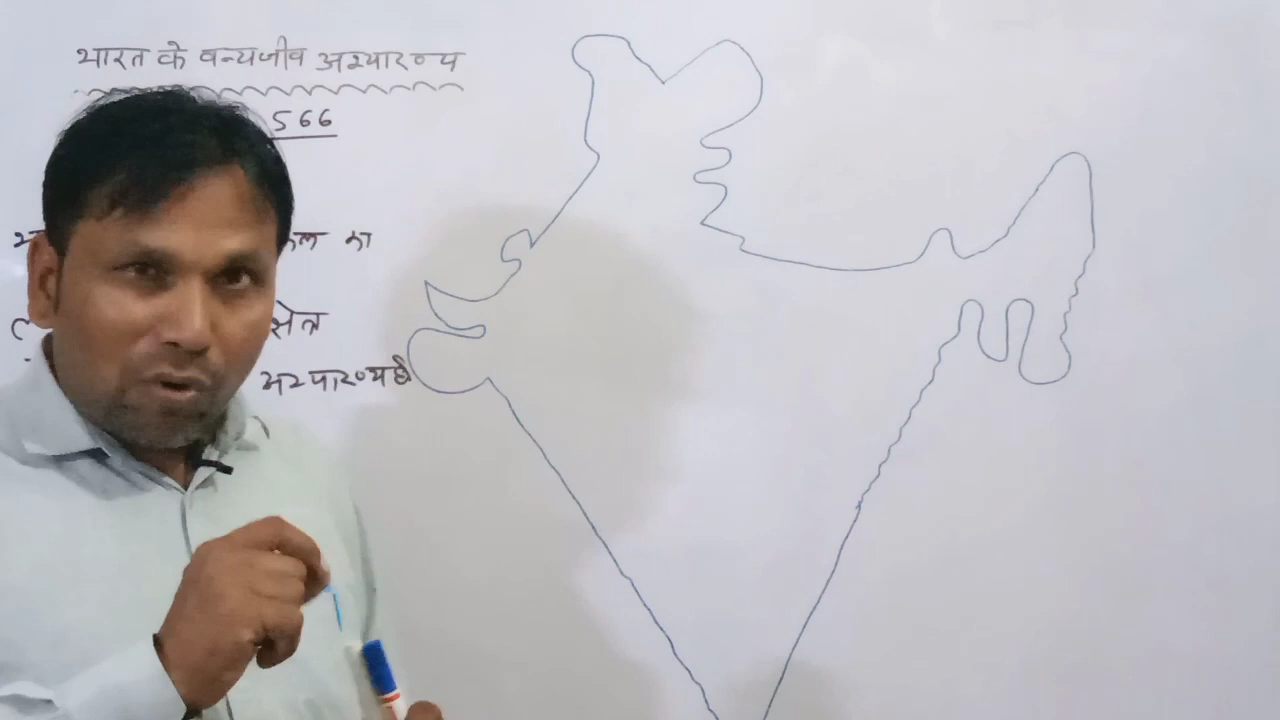 भारत के वन्यजीव अभ्यारण्य
566
का
क्षेत्र
अभ्यारण्य है